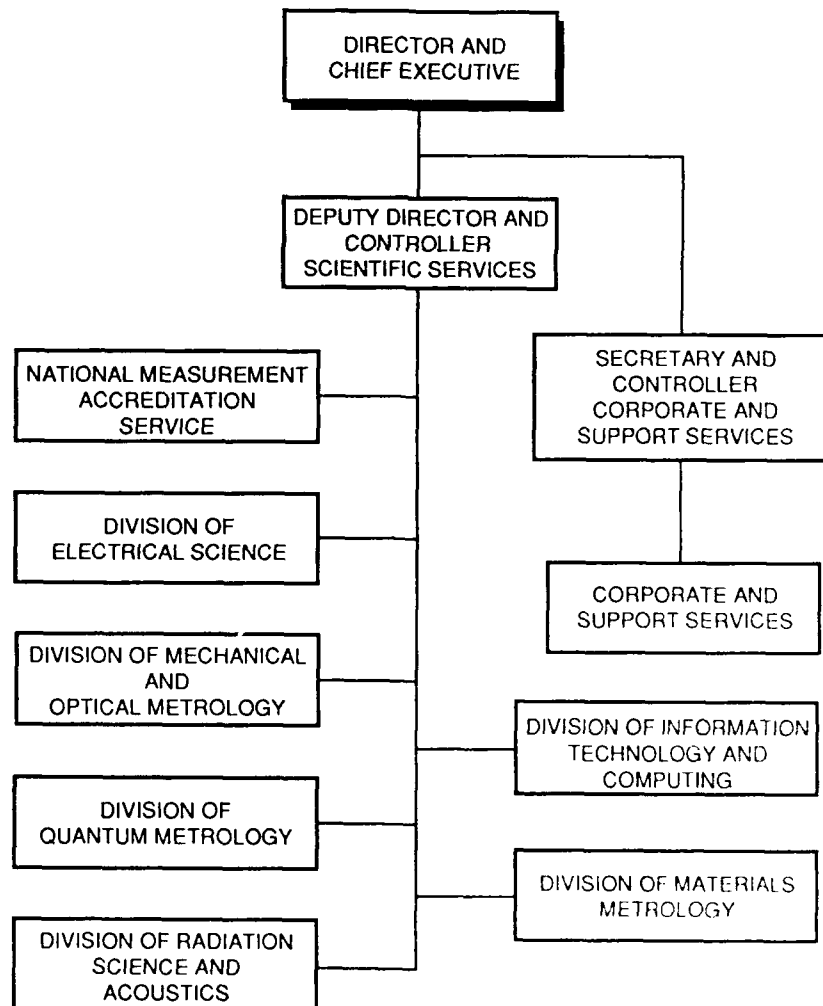 DIRECTOR AND
CHIEF EXECUTIVE
DEPUTY DIRECTOR AND
CONTROLLER
SCIENTIFIC SERVICES
NATIONAL MEASUREMENT
ACCREDITATION
SERVICE
SECRETARY AND
CONTROLLER
CORPORATE AND
SUPPORT SERVICES
DIVISION OF
ELECTRICAL SCIENCE
CORPORATE AND
SUPPORT SERVICES
DIVISION OF MECHANICAL
AND
OPTICAL METROLOGY
DIVISION OF INFORMATION
TECHNOLOGY AND
COMPUTING
DIVISION OF
QUANTUM METROLOGY
DIVISION OF MATERIALS
METROLOGY
DIVISION OF RADIATION
SCIENCE AND
ACOUSTICS